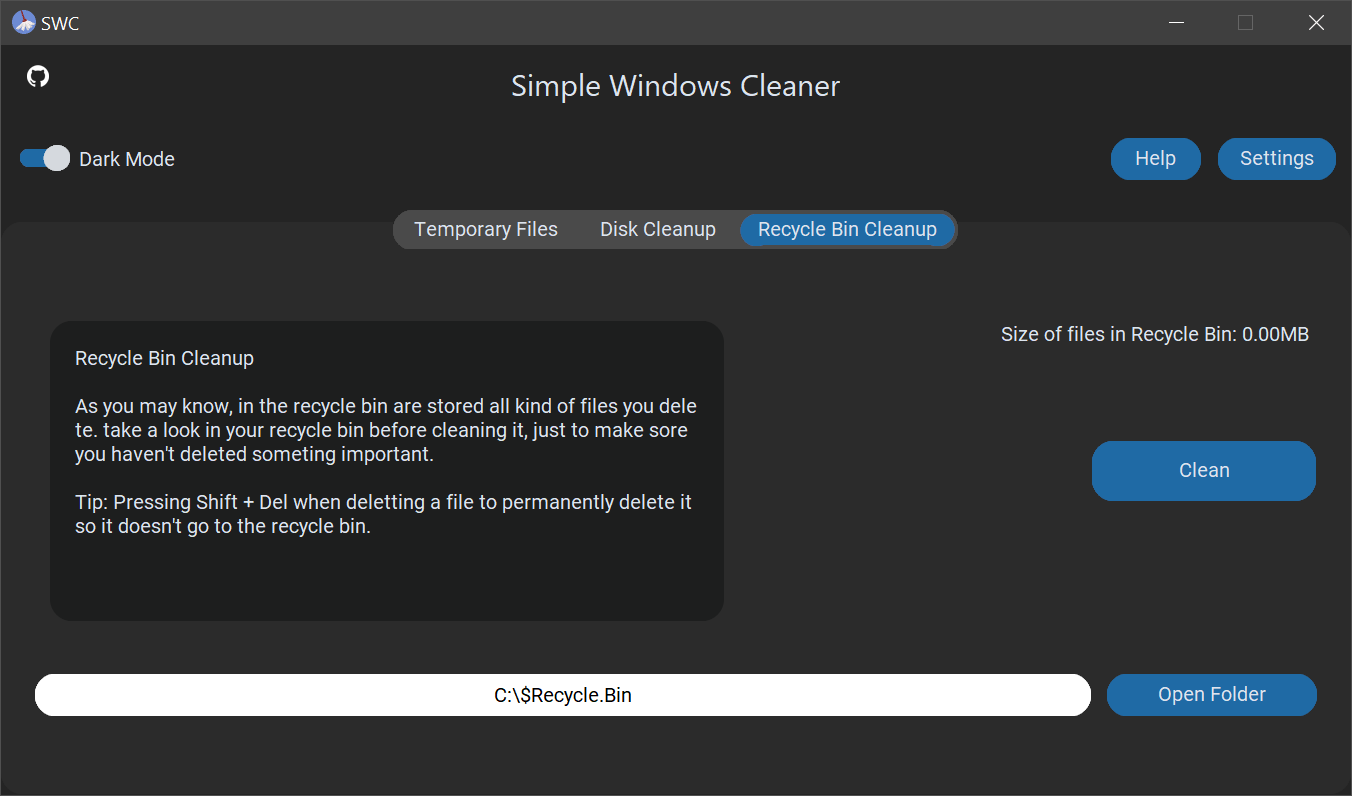 SWC
Simple Windows Cleaner
Dark Mode
Help
Settings
Temporary Files
Disk Cleanup
Recycle Bin Cleanup
Recycle Bin Cleanup
As you may know, in the recycle bin are stored all kind of files you dele
te. take a look in your recycle bin before cleaning it, just to make sore
you haven't deleted someting important.
Tip: Pressing Shift + Del when deletting a file to permanently delete it
so it doesn't go to the recycle bin.
Size of files in Recycle Bin: 0.00MB
Clean
C:\$Recycle.Bin
Open Folder